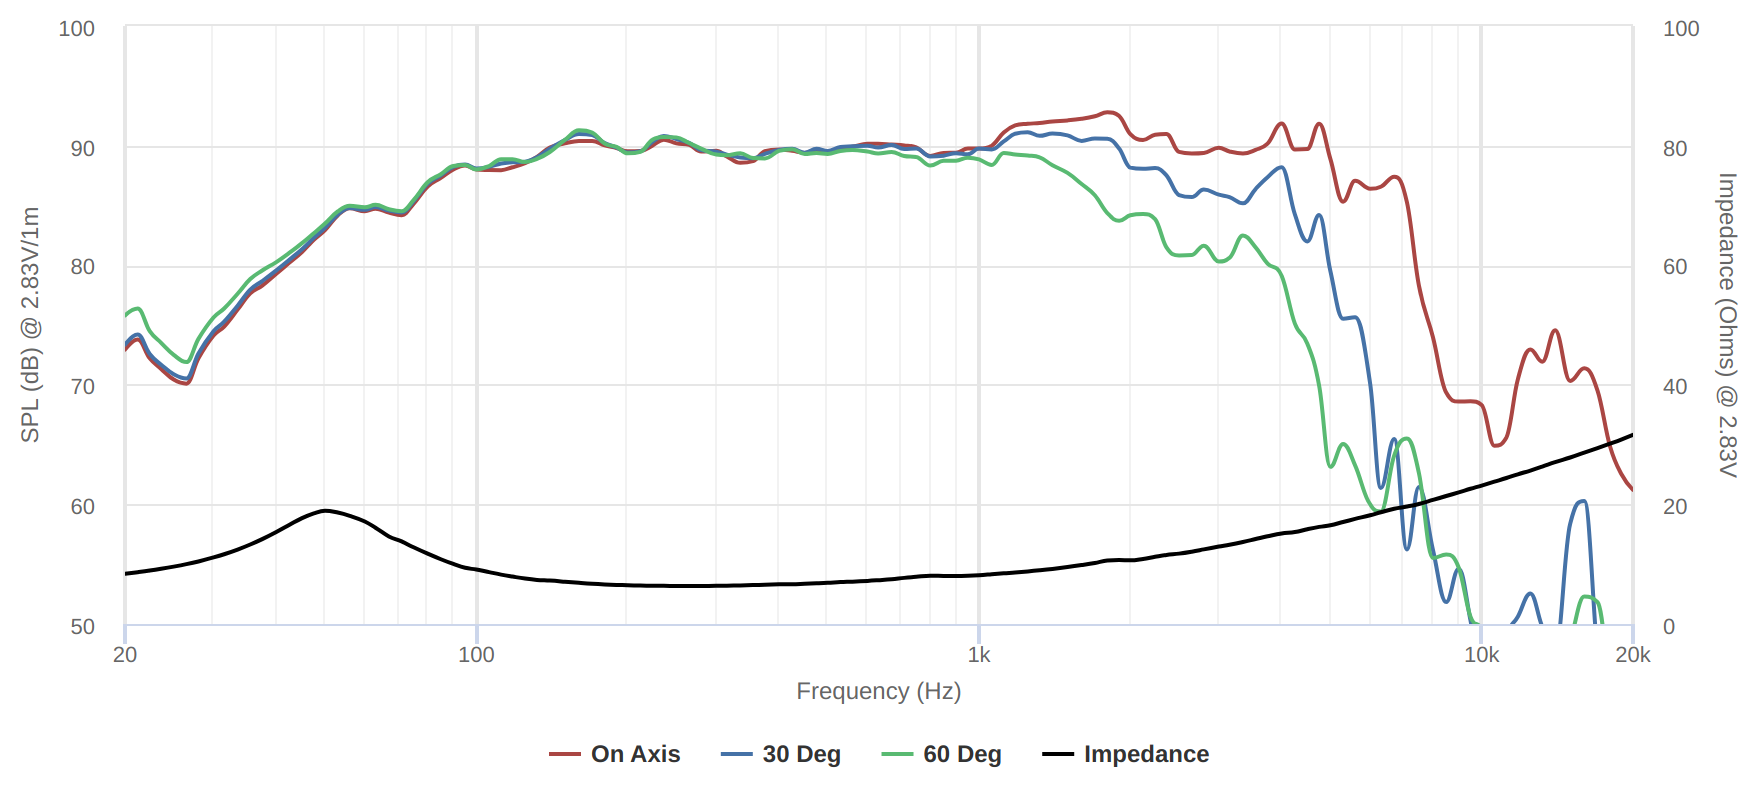 100
90
80
70
60
50
SPL (dB) @ 2.83V/1m
100
80
60
40
20
0
Impedance (Ohms) @ 2.83V
20 100 1k 10k 20k
Frequency (Hz)
On Axis 30 Deg 60 Deg Impedance